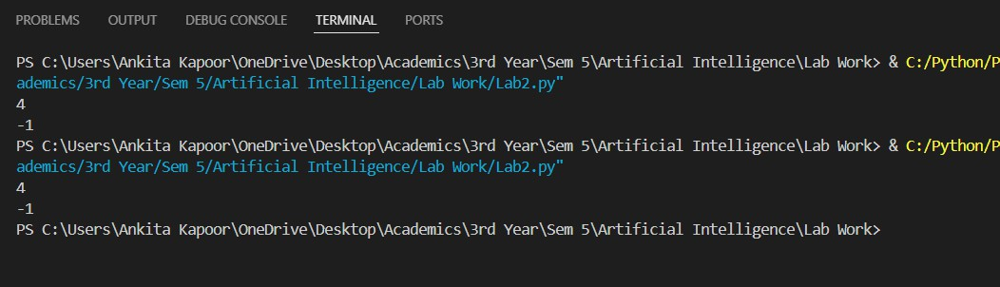 PROBLEMS OUTPUT DEBUG CONSOLE TERMINAL PORTS
PS C:\Users\Ankita Kapoor\OneDrive\Desktop\Academics\3rd Year\Sem 5\Artificial Intelligence\Lab Work> & C:/Python/P
ademics/3rd Year/Sem 5/Artificial Intelligence/Lab Work/Lab2.py"
4
-1
PS C:\Users\Ankita Kapoor\OneDrive\Desktop\Academics\3rd Year\Sem 5\Artificial Intelligence\Lab Work> & C:/Python/P
ademics/3rd Year/Sem 5/Artificial Intelligence/Lab Work/Lab2.py"
4
-1
PS C:\Users\Ankita Kapoor\OneDrive\Desktop\Academics\3rd Year\Sem 5\Artificial Intelligence\Lab Work>